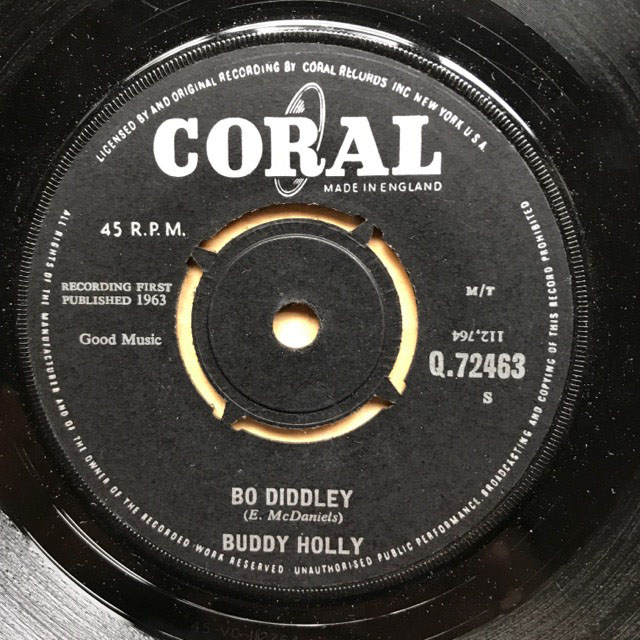 LICENSED BY AND ORIGINAL RECORDING BY CORAL RECORDS INC NEW YORK U.S.A.
CORAL
MADE IN ENGLAND
45 R.P.M.
RECORDING FIRST
PUBLISHED 1963
M/T
Good Music
112.764
Q.72463
S
BO DIDDLEY
(E. McDaniels)
BUDDY HOLLY
ALL RIGHTS OF THE MANUFACTURER AND OF THE OWNER OF THE RECORDED WORK RESERVED UNAUTHORISED PUBLIC PERFORMANCE BROADCASTING AND COPYING OF THIS RECORD PROHIBITED